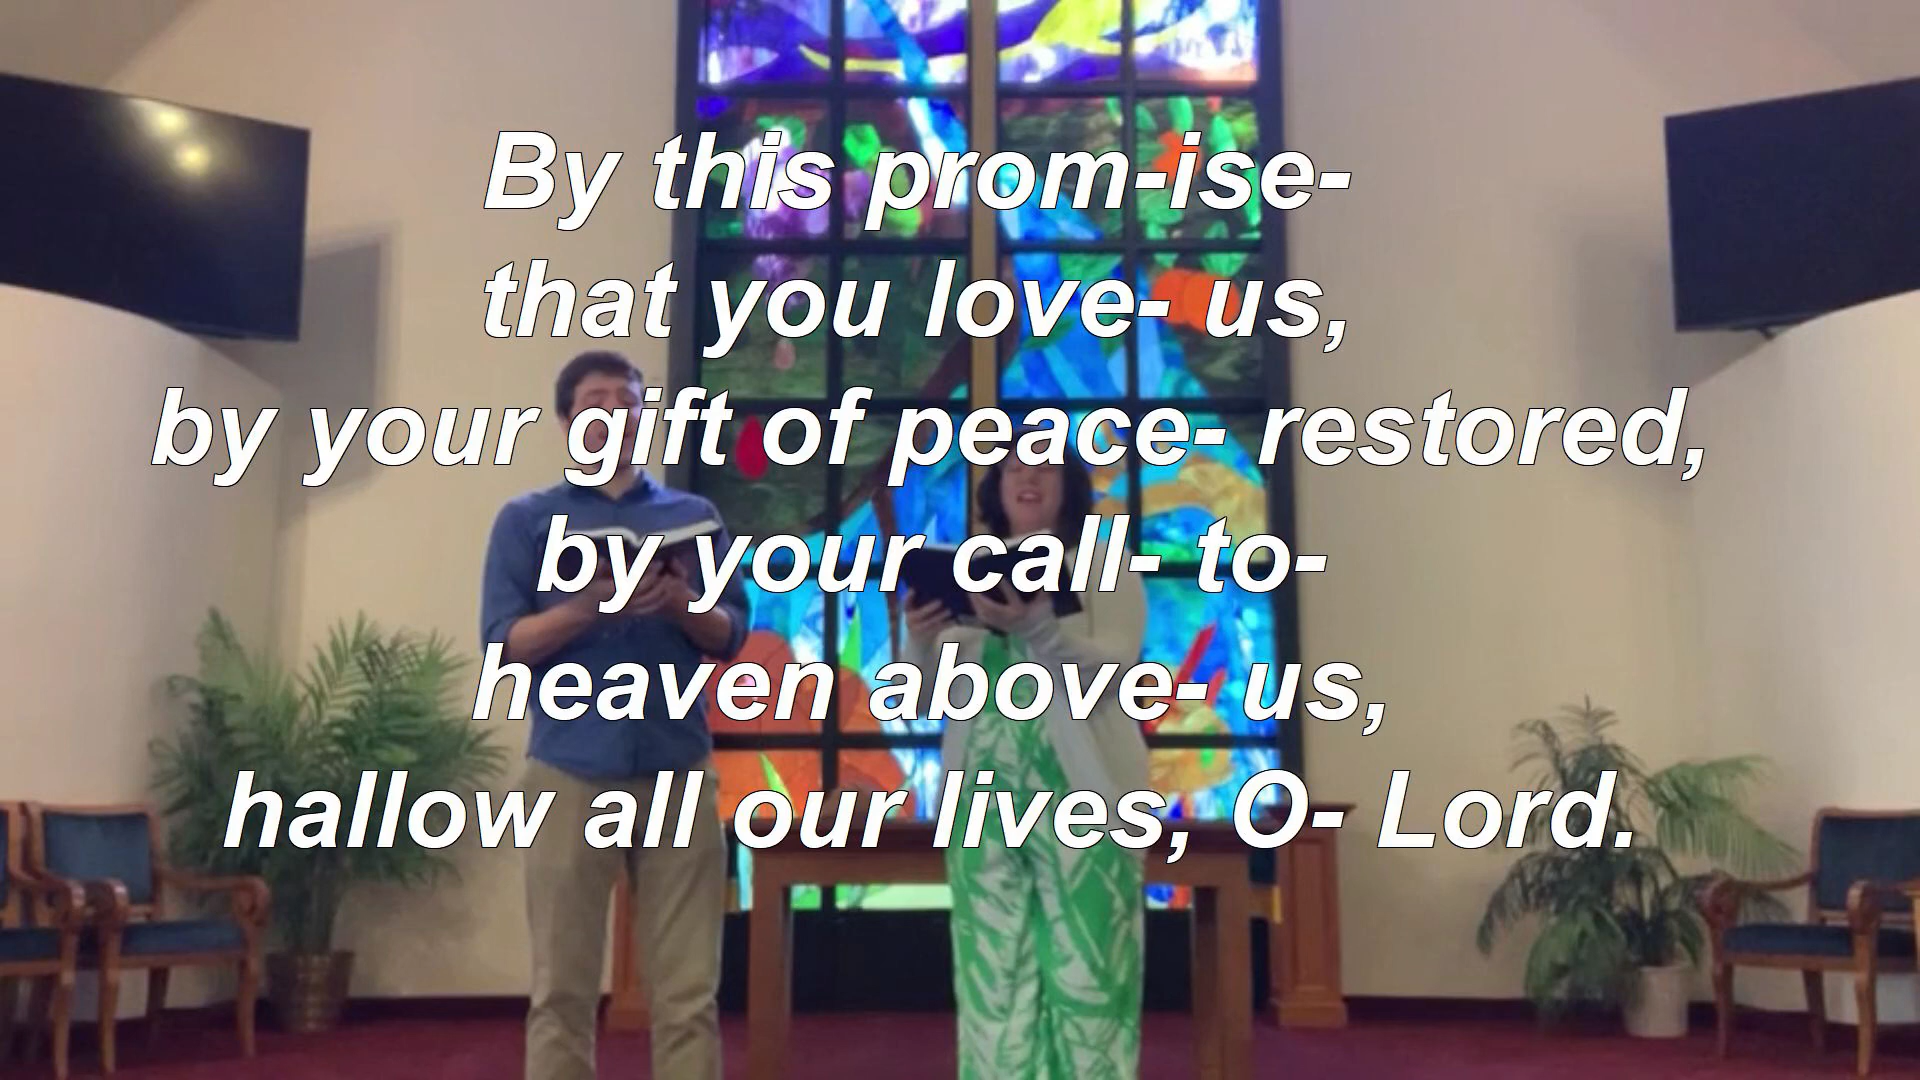 By this prom-ise-
that you love- us,
by your gift of peace- restored,
by your call- to-
heaven above- us,
hallow all our lives, O- Lord.